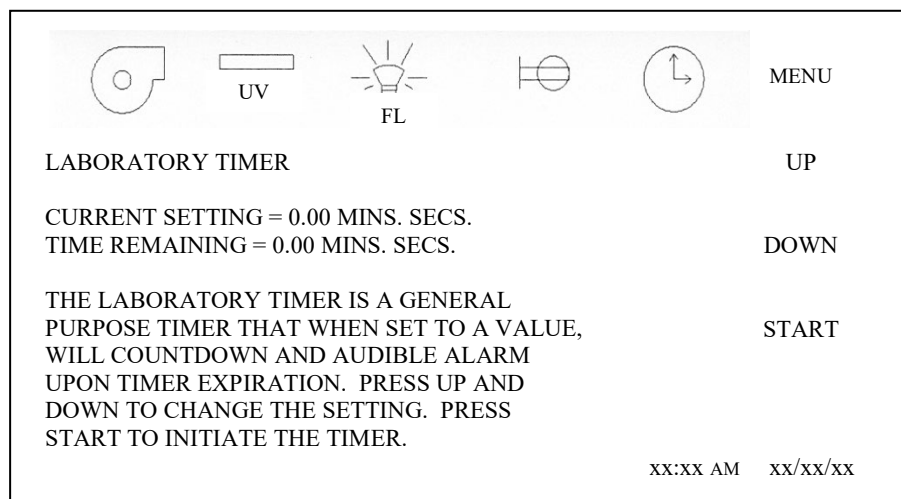 UV
FL
MENU
LABORATORY TIMER
UP
CURRENT SETTING = 0.00 MINS. SECS.
TIME REMAINING = 0.00 MINS. SECS.
DOWN
THE LABORATORY TIMER IS A GENERAL
PURPOSE TIMER THAT WHEN SET TO A VALUE,
START
WILL COUNTDOWN AND AUDIBLE ALARM
UPON TIMER EXPIRATION. PRESS UP AND
DOWN TO CHANGE THE SETTING. PRESS
START TO INITIATE THE TIMER.
xx:xx AM xx/xx/xx